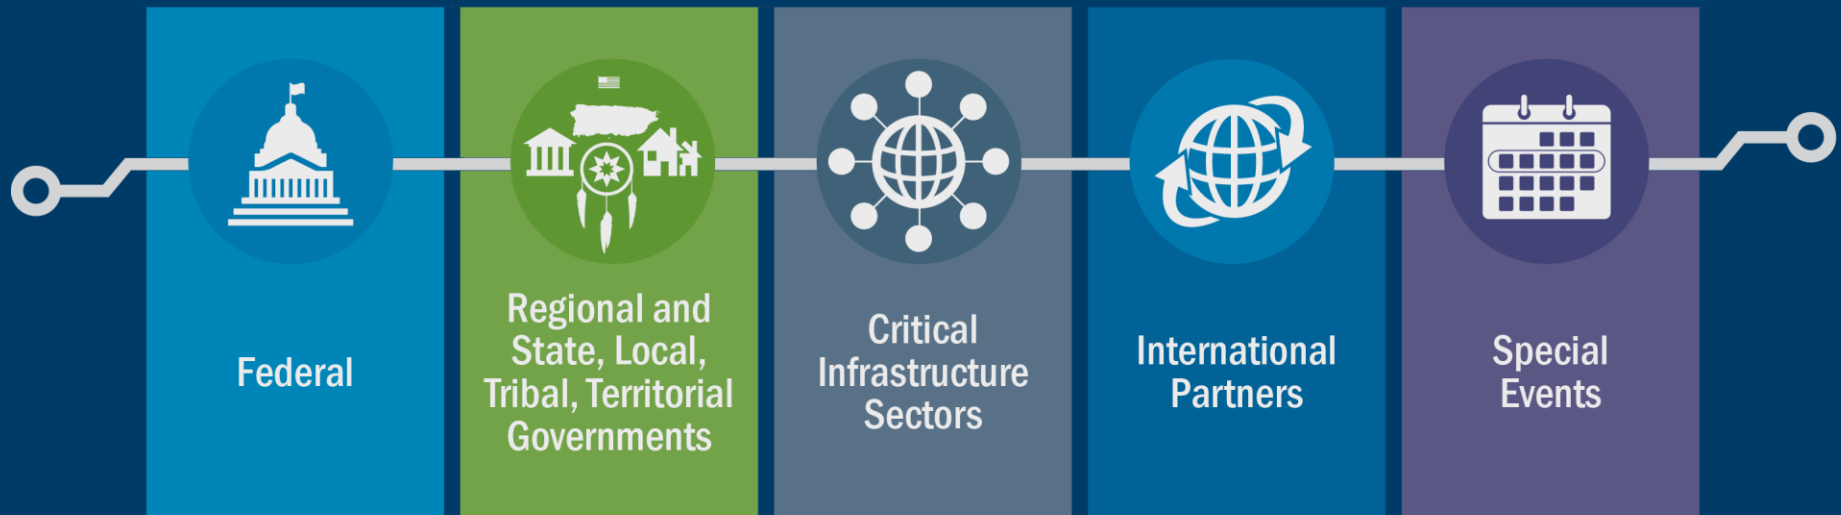 Federal
Regional and
State, Local,
Tribal, Territorial
Governments
Critical
Infrastructure
Sectors
International
Partners
Special
Events